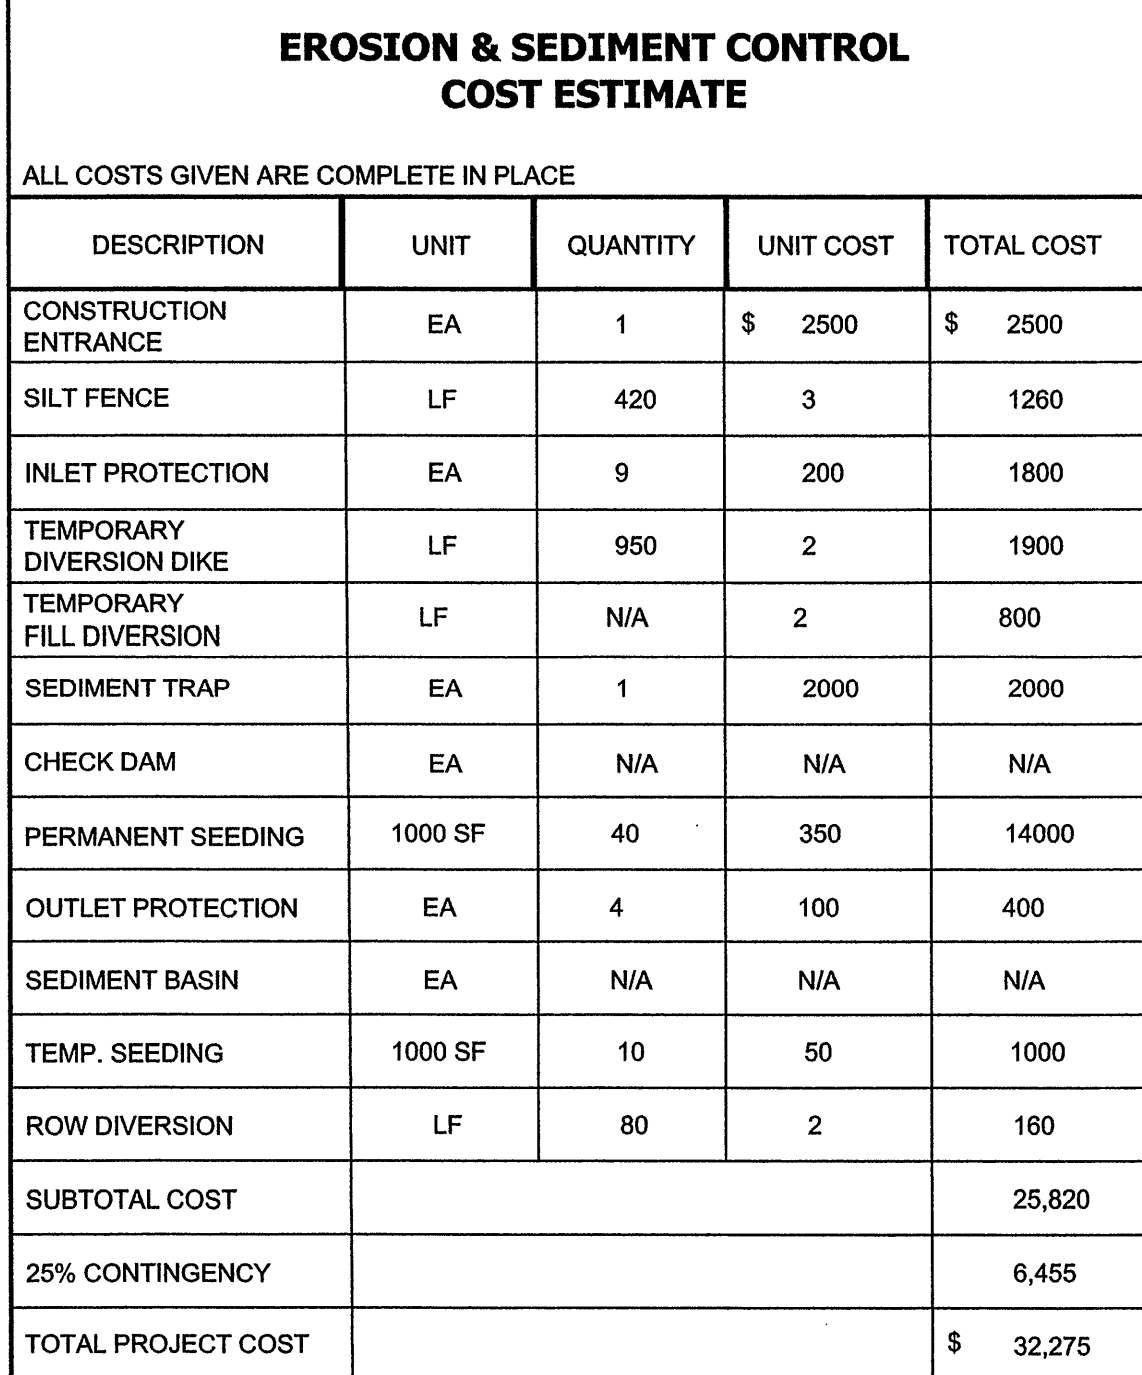 EROSION & SEDIMENT CONTROL
COST ESTIMATE
ALL COSTS GIVEN ARE COMPLETE IN PLACE
DESCRIPTION UNIT QUANTITY UNIT COST TOTAL COST
CONSTRUCTION
ENTRANCE EA 1 $ 2500 $ 2500
SILT FENCE LF 420 3 1260
INLET PROTECTION EA 9 200 1800
TEMPORARY
DIVERSION DIKE LF 950 2 1900
TEMPORARY
FILL DIVERSION LF N/A 2 800
SEDIMENT TRAP EA 1 2000 2000
CHECK DAM EA N/A N/A N/A
PERMANENT SEEDING 1000 SF 40 350 14000
OUTLET PROTECTION EA 4 100 400
SEDIMENT BASIN EA N/A N/A N/A
TEMP. SEEDING 1000 SF 10 50 1000
ROW DIVERSION LF 80 2 160
SUBTOTAL COST 25,820
25% CONTINGENCY 6,455
TOTAL PROJECT COST $ 32,275